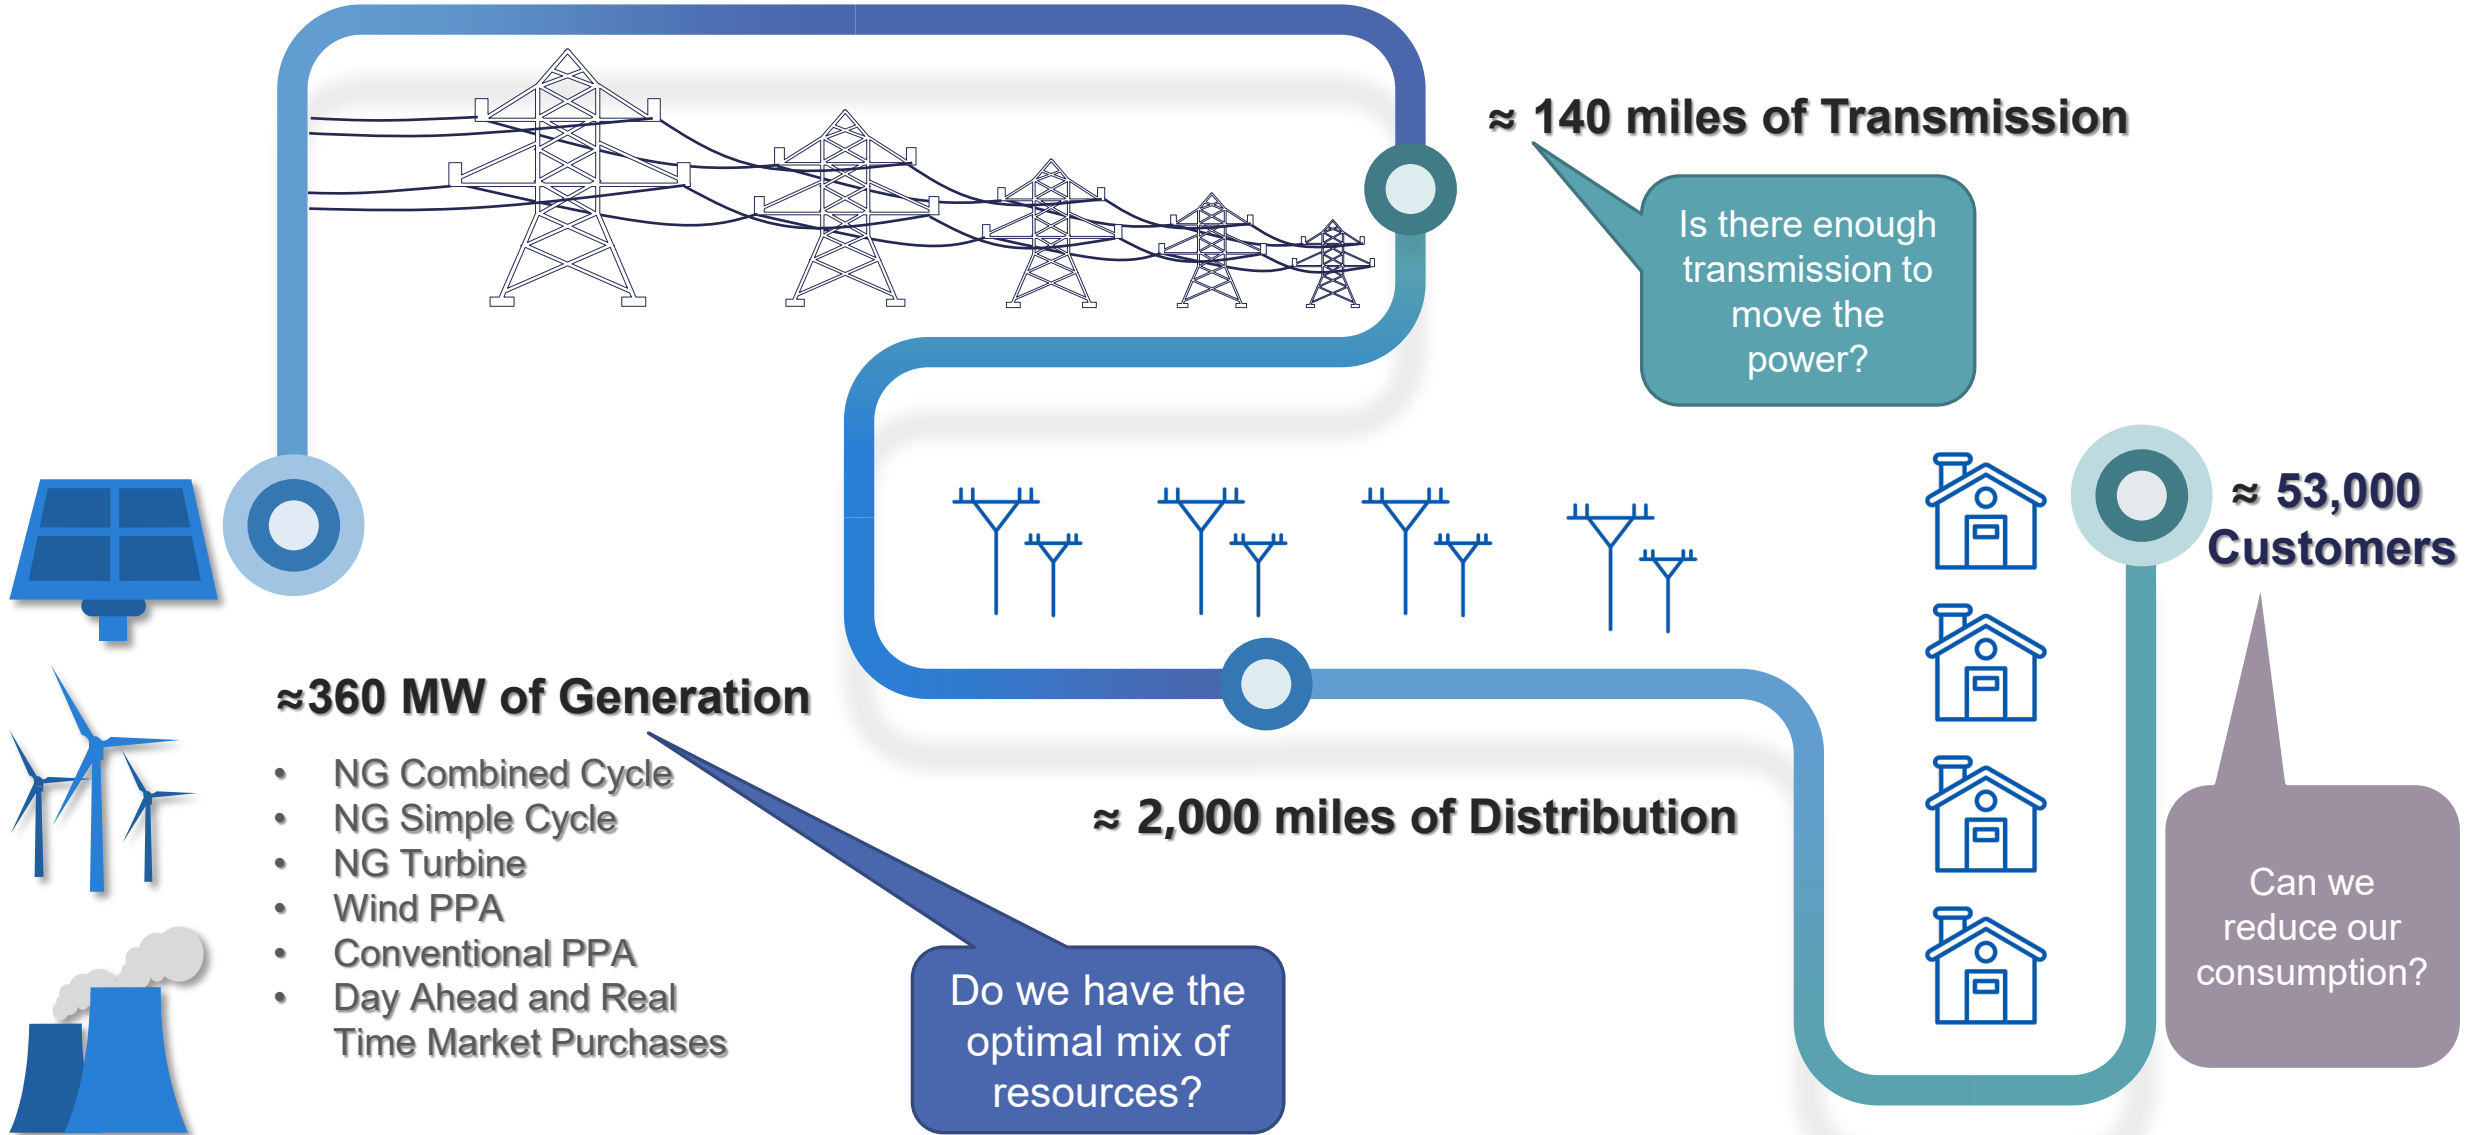 ≈ 140 miles of Transmission
Is there enough
transmission to
move the
power?
≈ 53,000
Customers
≈360 MW of Generation
• NG Combined Cycle
• NG Simple Cycle
• NG Turbine
• Wind PPA
• Conventional PPA
• Day Ahead and Real
Time Market Purchases
≈ 2,000 miles of Distribution
Do we have the
optimal mix of
resources?
Can we
reduce our
consumption?